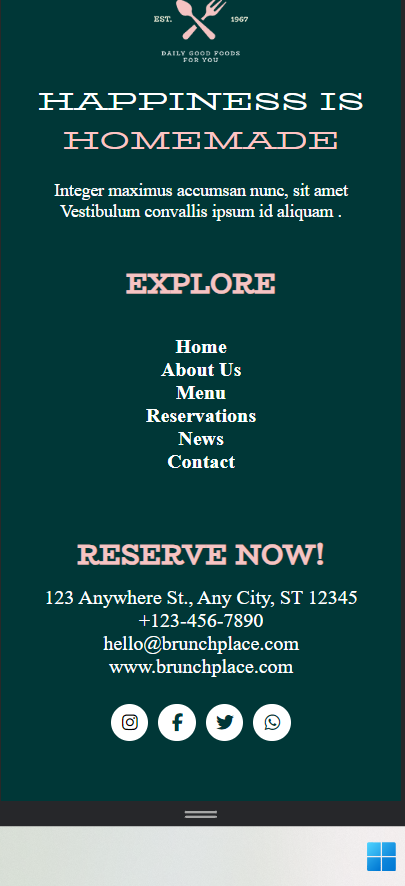 EST. 1967
DAILY GOOD FOODS
FOR YOU
HAPPINESS IS
HOMEMADE
Integer maximus accumsan nunc, sit amet
Vestibulum convallis ipsum id aliquam .
EXPLORE
Home
About Us
Menu
Reservations
News
Contact
RESERVE NOW!
123 Anywhere St., Any City, ST 12345
+123-456-7890
hello@brunchplace.com
www.brunchplace.com